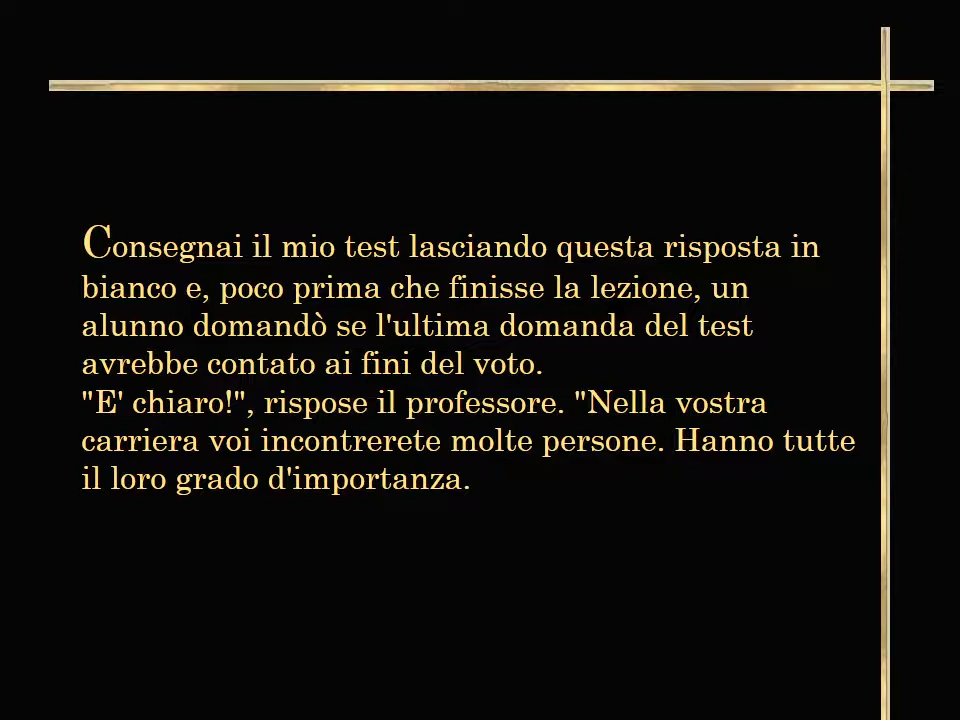 Consegnai il mio test lasciando questa risposta in
bianco e, poco prima che finisse la lezione, un
alunno domandò se l'ultima domanda del test
avrebbe contato ai fini del voto.
"E' chiaro!", rispose il professore. "Nella vostra
carriera voi incontrerete molte persone. Hanno tutte
il loro grado d'importanza.